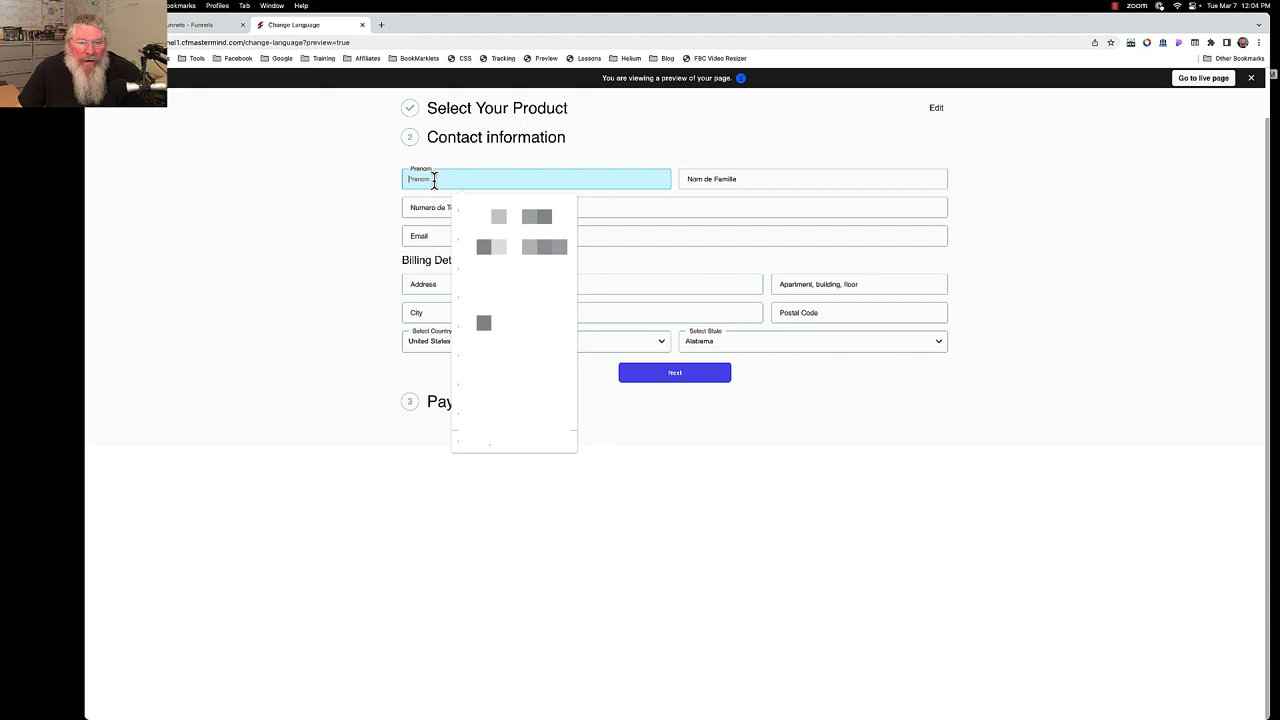 okmarks Profiles Tab Window Help zoom Tue Mar 7 12:04 PM
unnels - Funnels Change Language
nel1.cfmastermind.com/change-language?preview=true
Tools Facebook Google Training Affiliates BookMarklets CSS Tracking Preview Lessons Helium Blog FBC Video Resizer Other Bookmarks
You are viewing a preview of your page. Go to live page
Select Your Product Edit
2 Contact information
Prenom
Prenom Nom de Famille
Numero de T
Email
Billing Det
Address Apartment, building, floor
City Postal Code
Select Country Select State
United States Alabama
Next
3 Pay